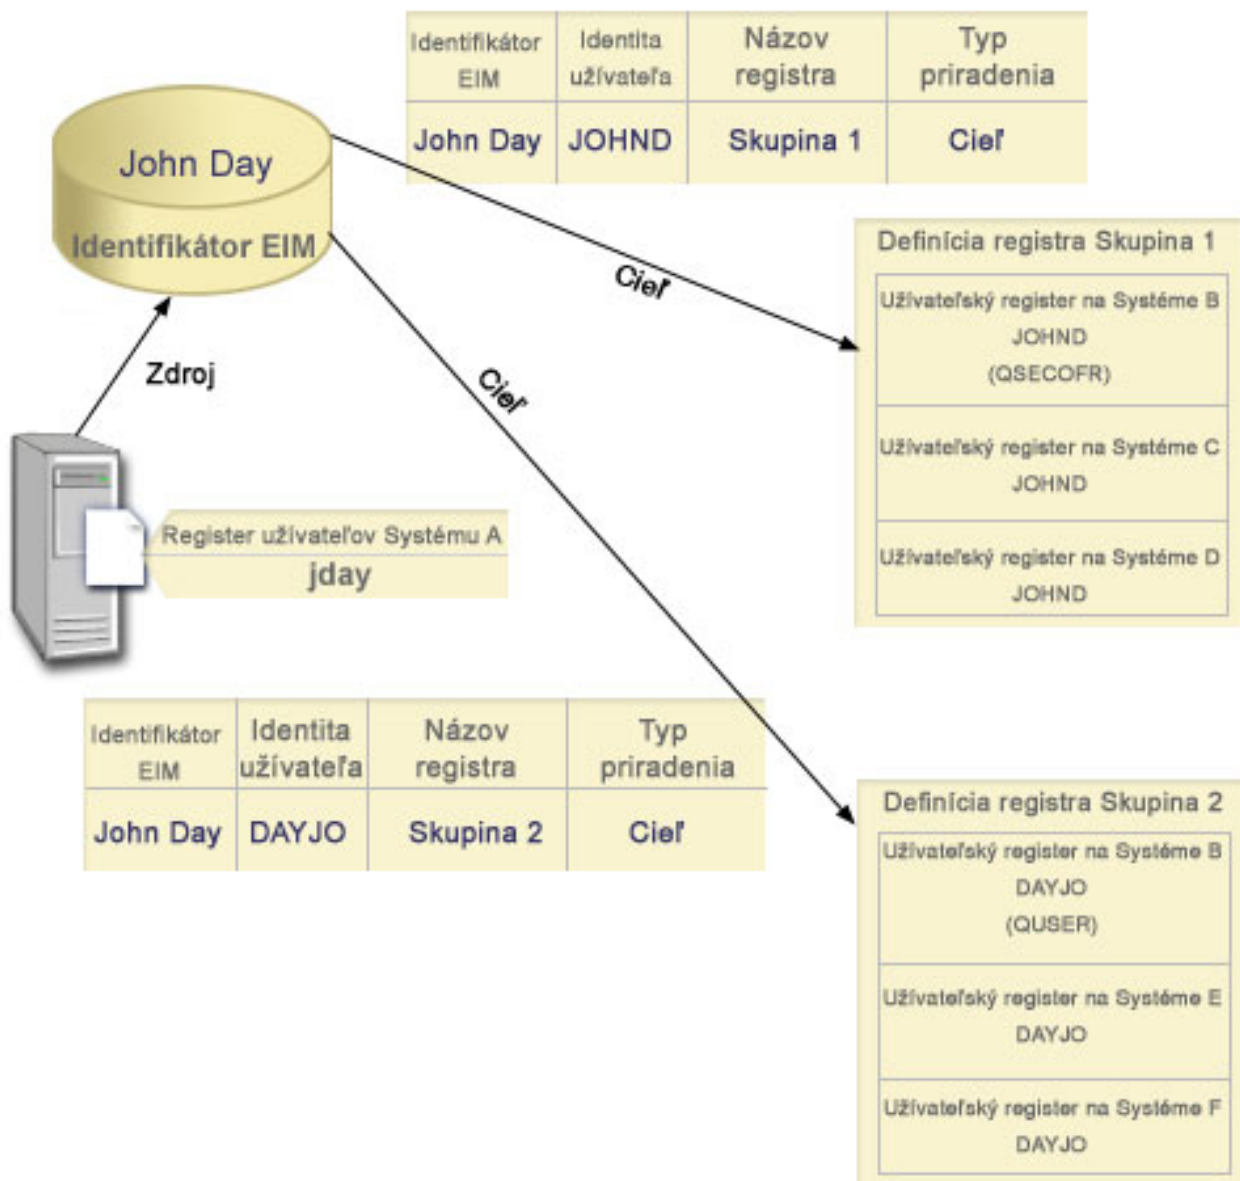 Identifikátor EIM
Identita užívateľa
Názov registra
Typ priradenia
John Day
JOHND
Skupina 1
Cieľ
John Day
Identifikátor EIM
Cieľ
Definícia registra Skupina 1
Užívateľský register na Systéme B
JOHND
(QSECOFR)
Užívateľský register na Systéme C
JOHND
Užívateľský register na Systéme D
JOHND
Zdroj
Cieľ
Register užívateľov Systému A
jday
Identifikátor EIM
Identita užívateľa
Názov registra
Typ priradenia
John Day
DAYJO
Skupina 2
Cieľ
Definícia registra Skupina 2
Užívateľský register na Systéme B
DAYJO
(QUSER)
Užívateľský register na Systéme E
DAYJO
Užívateľský register na Systéme F
DAYJO